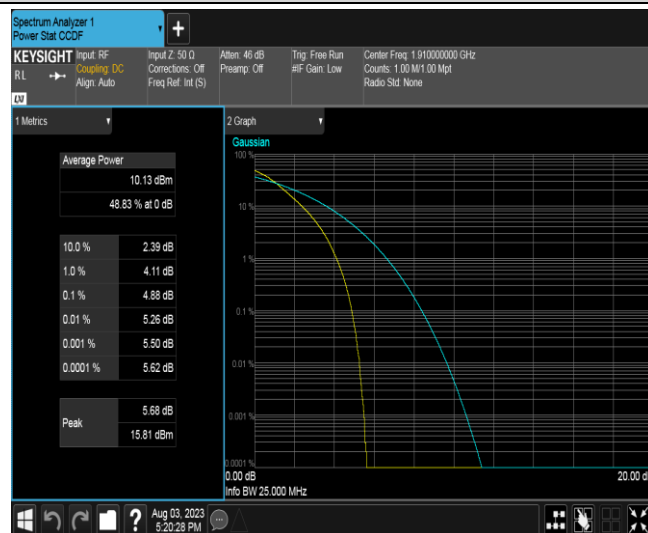 Spectrum Analyzer 1
Power Stat CCDF
+
KEYSIGHT
RL
LXI
Input: RF
Coupling: DC
Align: Auto
Input Z: 50 Ω
Corrections: Off
Freq Ref: Int (S)
Atten: 46 dB
Preamp: Off
Trig: Free Run
#IF Gain: Low
Center Freq: 1.910000000 GHz
Counts: 1.00 M/1.00 Mpt
Radio Std: None
1 Metrics
Average Power
10.13 dBm
48.83 % at 0 dB
10.0 % 2.39 dB
1.0 % 4.11 dB
0.1 % 4.88 dB
0.01 % 5.26 dB
0.001 % 5.50 dB
0.0001 % 5.62 dB
Peak
5.68 dB
15.81 dBm
2 Graph
Gaussian
100 %
10 %
1 %
0.1 %
0.01 %
0.001 %
0.0001 %
0.00 dB 20.00 d
Info BW 25.000 MHz
?
Aug 03, 2023
5:20:28 PM